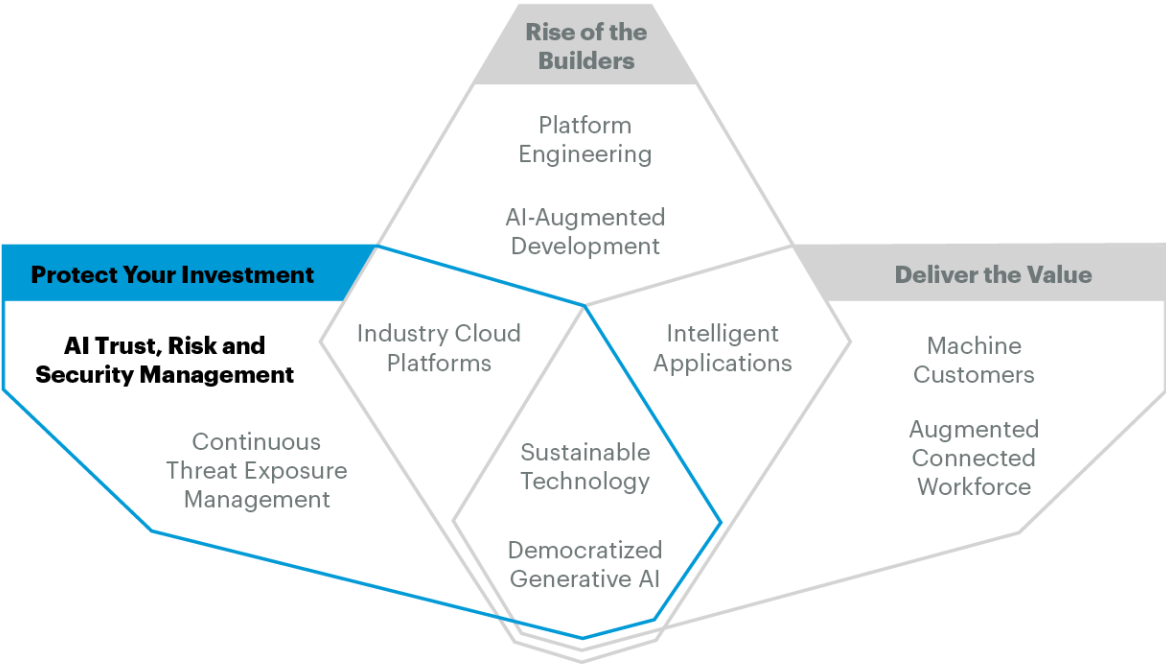 Rise of the
Builders
Platform
Engineering
AI-Augmented
Development
Protect Your Investment
AI Trust, Risk and
Security Management
Continuous
Threat Exposure
Management
Industry Cloud
Platforms
Sustainable
Technology
Democratized
Generative AI
Intelligent
Applications
Deliver the Value
Machine
Customers
Augmented
Connected
Workforce